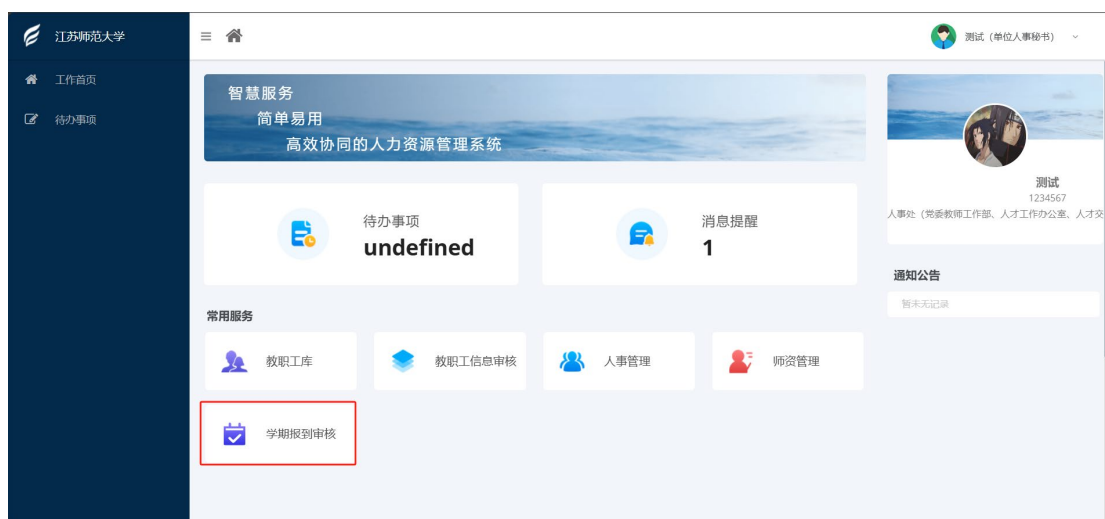 江苏师范大学
测试（单位人事秘书）
工作首页
待办事项
智慧服务
简单易用
高效协同的人力资源管理系统
测试
1234567
人事处（党委教师工作部、人才工作办公室、人才交
待办事项
undefined
消息提醒
1
通知公告
暂未无记录
常用服务
教职工库
教职工信息审核
人事管理
师资管理
学期报到审核